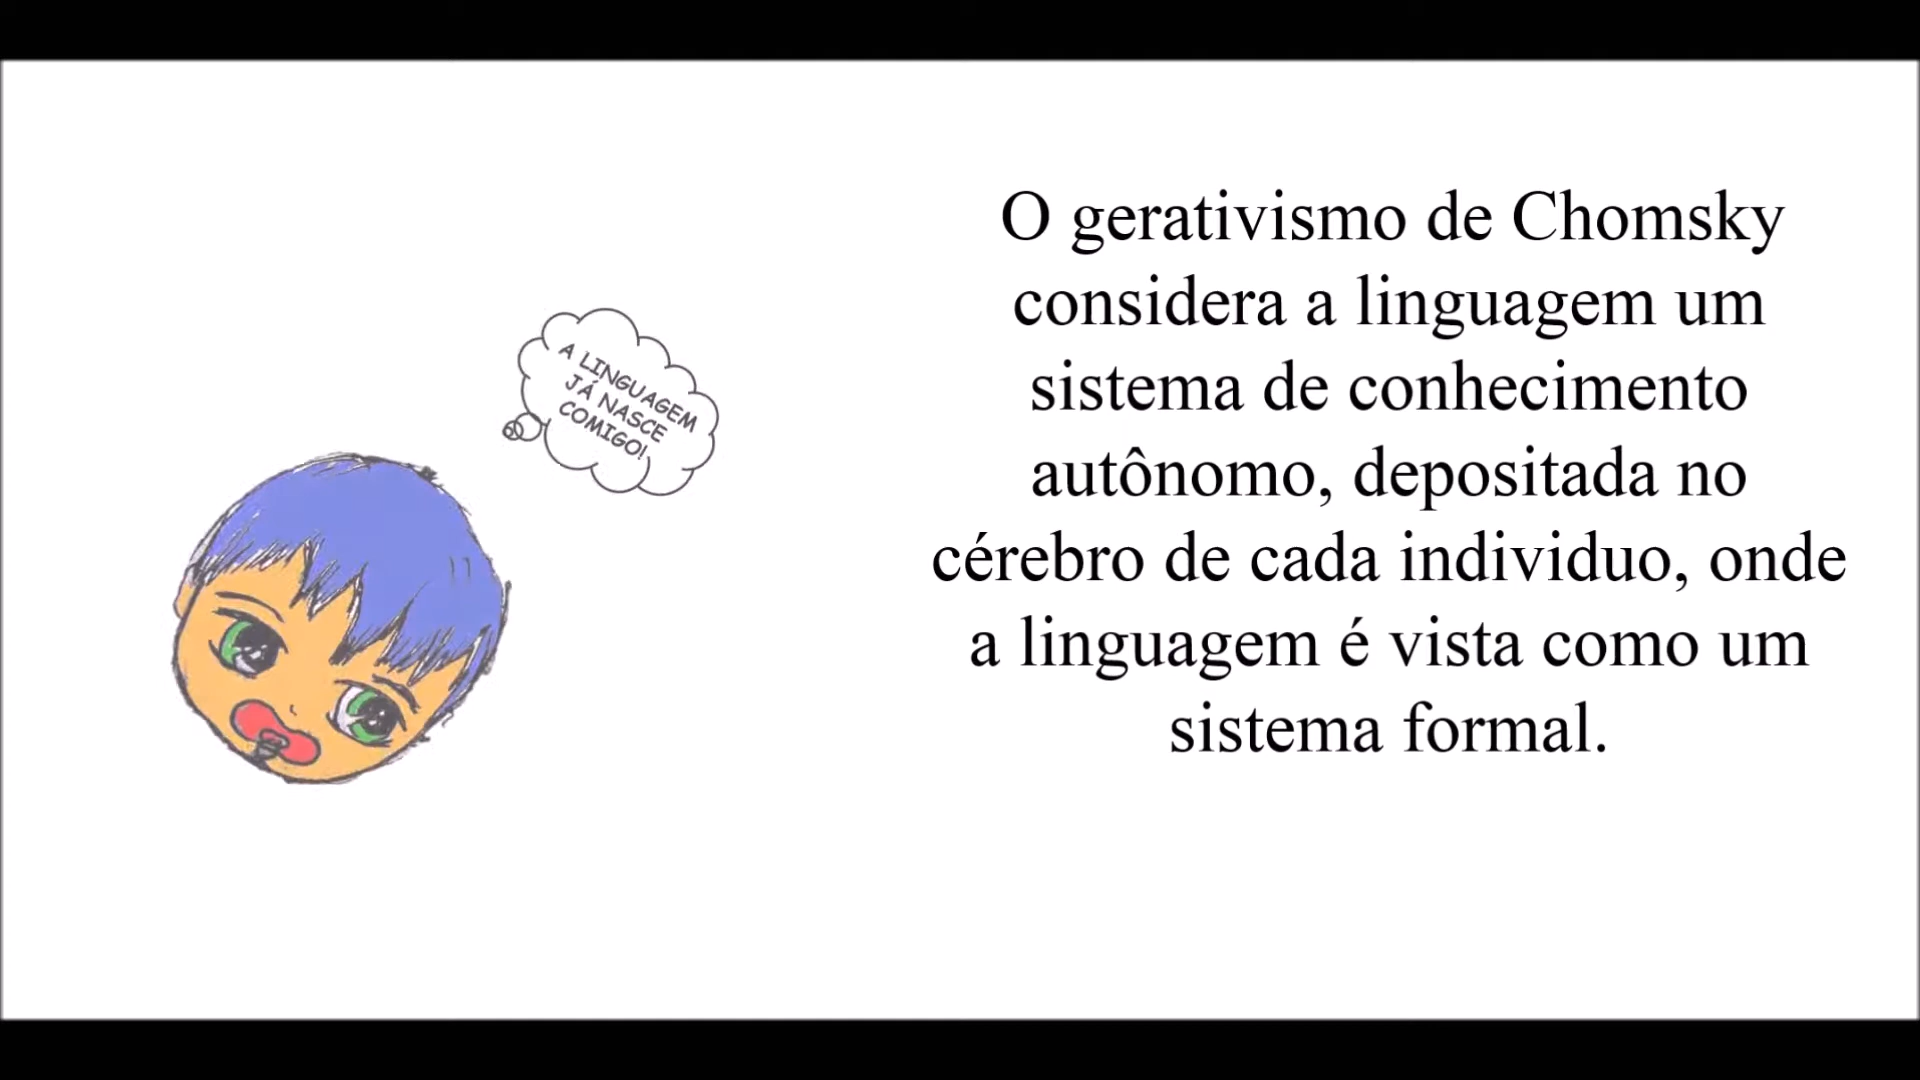 A LINGUAGEM
JÁ NASCE
COMIGO!
O gerativismo de Chomsky
considera a linguagem um
sistema de conhecimento
autônomo, depositada no
cérebro de cada individuo, onde
a linguagem é vista como um
sistema formal.